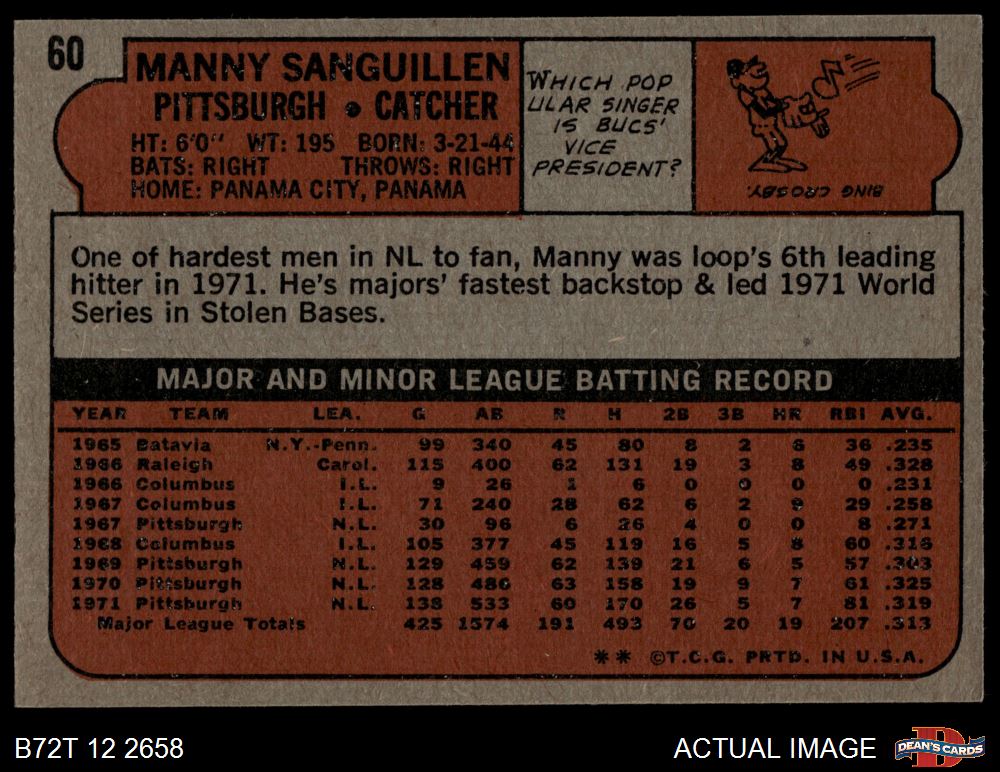 60
MANNY SANGUILLEN
PITTSBURGH • CATCHER
HT: 6'0" WT: 195 BORN: 3-21-44
BATS: RIGHT THROWS: RIGHT
HOME: PANAMA CITY, PANAMA
WHICH POP
ULAR SINGER
IS BUCS'
VICE
PRESIDENT?
BING CROSBY.
One of hardest men in NL to fan, Manny was loop's 6th leading
hitter in 1971. He's majors' fastest backstop & led 1971 World
Series in Stolen Bases.
MAJOR AND MINOR LEAGUE BATTING RECORD
YEAR TEAM LEA. G AB R H 2B 3B HR RBI AVG.
1965 Batavia N.Y.-Penn. 99 340 45 80 8 2 6 36 .235
1966 Raleigh Carol. 115 400 62 131 19 3 8 49 .328
1966 Columbus I.L. 9 26 1 6 0 0 0 0 .231
1967 Columbus I.L. 71 240 28 62 6 2 9 29 .258
1967 Pittsburgh N.L. 30 96 6 26 4 0 0 8 .271
1968 Columbus I.L. 105 377 45 119 16 5 8 60 .316
1969 Pittsburgh N.L. 129 459 62 139 21 6 5 57 .303
1970 Pittsburgh N.L. 128 486 63 158 19 9 7 61 .325
1971 Pittsburgh N.L. 138 533 60 170 26 5 7 81 .319
Major League Totals 425 1574 191 493 70 20 19 207 .313
** ©T.C.G. PRTD. IN U.S.A.
B72T 12 2658
ACTUAL IMAGE
DEAN'S CARDS